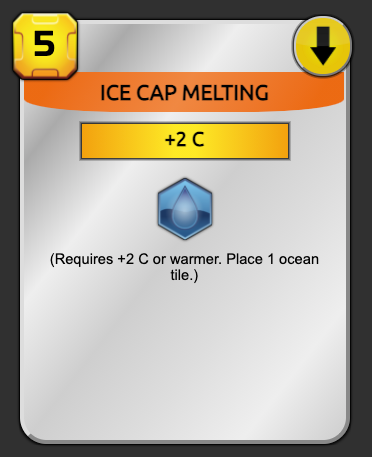 5
ICE CAP MELTING
+2 C
(Requires +2 C or warmer. Place 1 ocean
tile.)